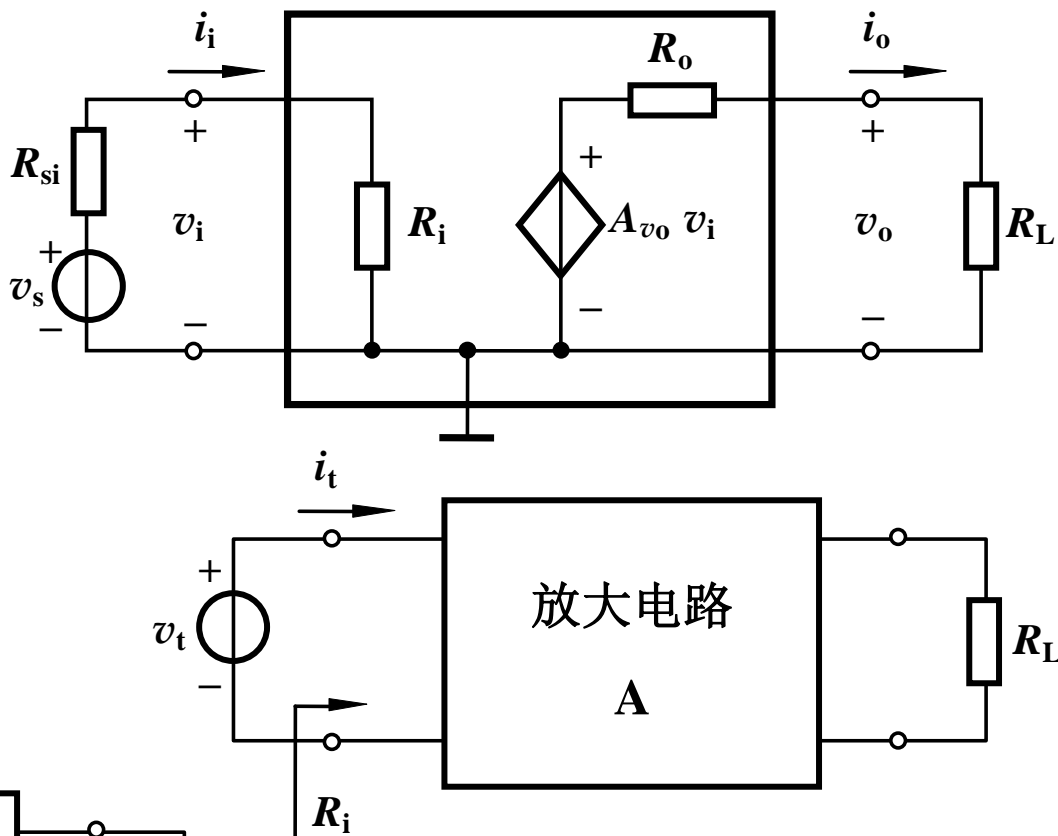 i_i i_o
R_o
+ + +
R_si
v_i R_i A_vo v_i v_o R_L
+
v_s
− − − −
i_t
+
放大电路
v_t R_L
−
A
R_i